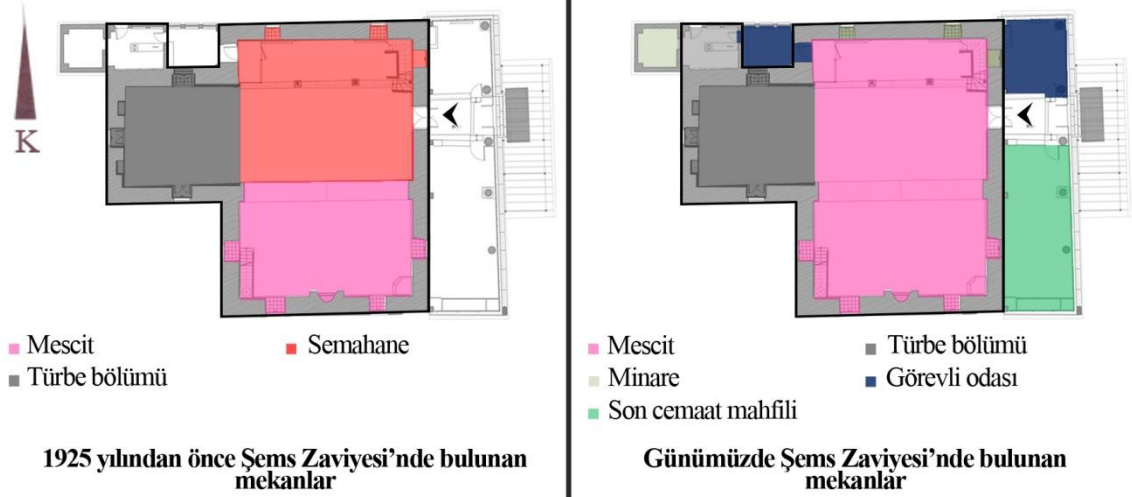 K
Mescit
Semahane
Türbe bölümü
1925 yılından önce Şems Zaviyesi’nde bulunan
mekanlar
Mescit
Türbe bölümü
Minare
Görevli odası
Son cemaat mahfili
Günümüzde Şems Zaviyesi’nde bulunan
mekanlar